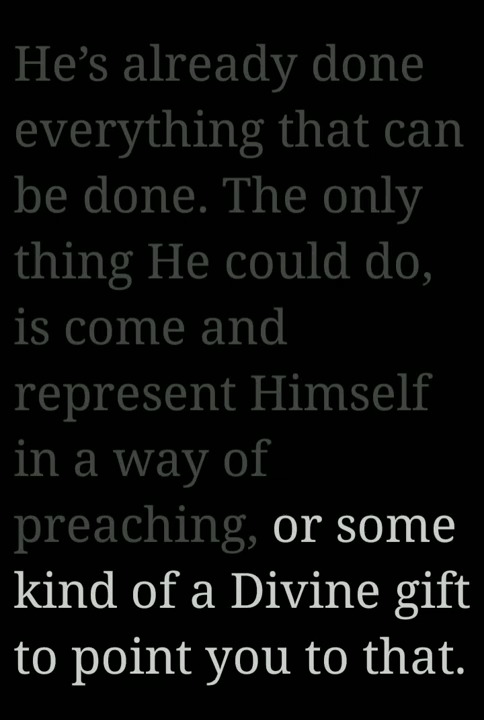 He’s already done
everything that can
be done. The only
thing He could do,
is come and
represent Himself
in a way of
preaching, or some
kind of a Divine gift
to point you to that.